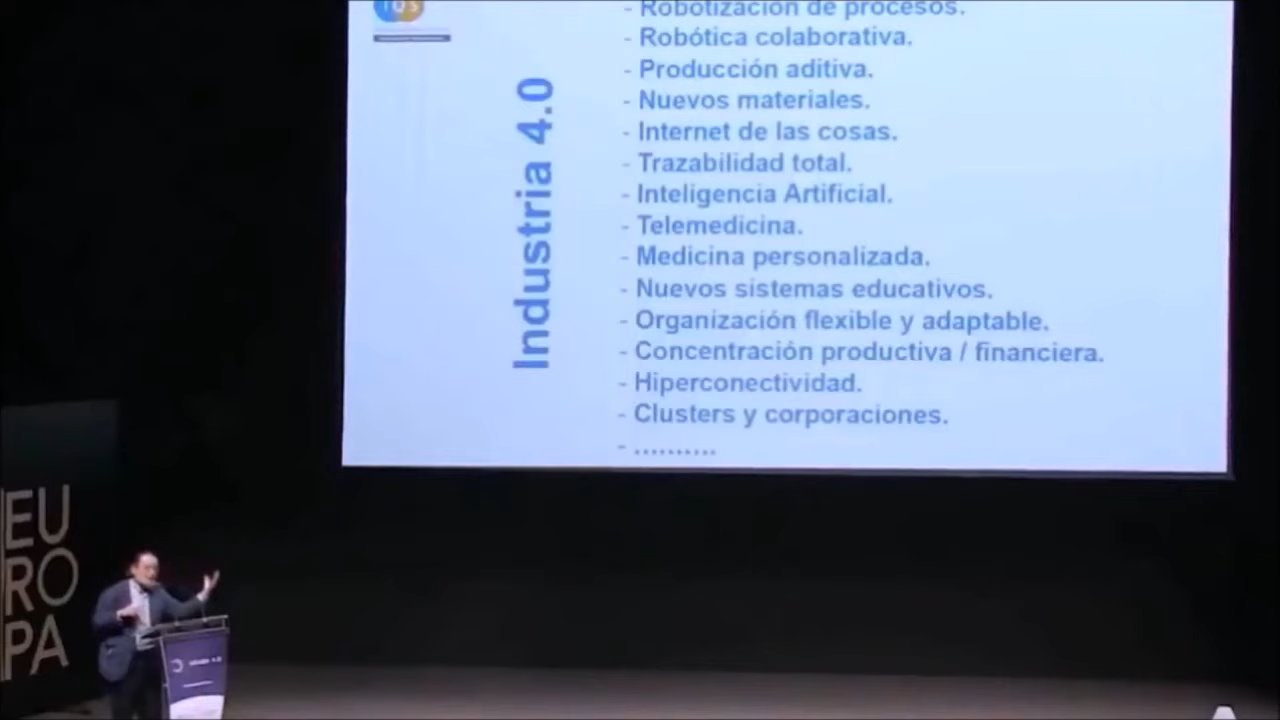 IQS
- Robotización de procesos.
- Robótica colaborativa.
- Producción aditiva.
- Nuevos materiales.
- Internet de las cosas.
- Trazabilidad total.
- Inteligencia Artificial.
- Telemedicina.
- Medicina personalizada.
- Nuevos sistemas educativos.
- Organización flexible y adaptable.
- Concentración productiva / financiera.
- Hiperconectividad.
- Clusters y corporaciones.
- ..........
Industria 4.0
EU
RO
PA